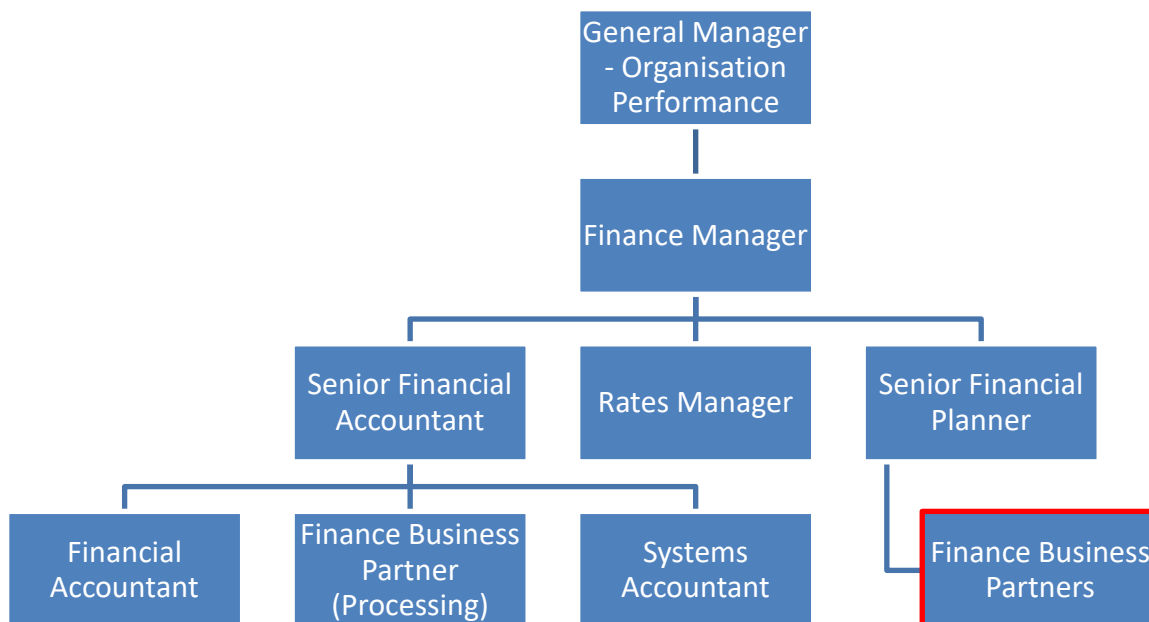 General Manager
- Organisation
Performance
Finance Manager
Senior Financial
Accountant
Rates Manager
Senior Financial
Planner
Financial
Accountant
Finance Business
Partner
(Processing)
Systems
Accountant
Finance Business
Partners